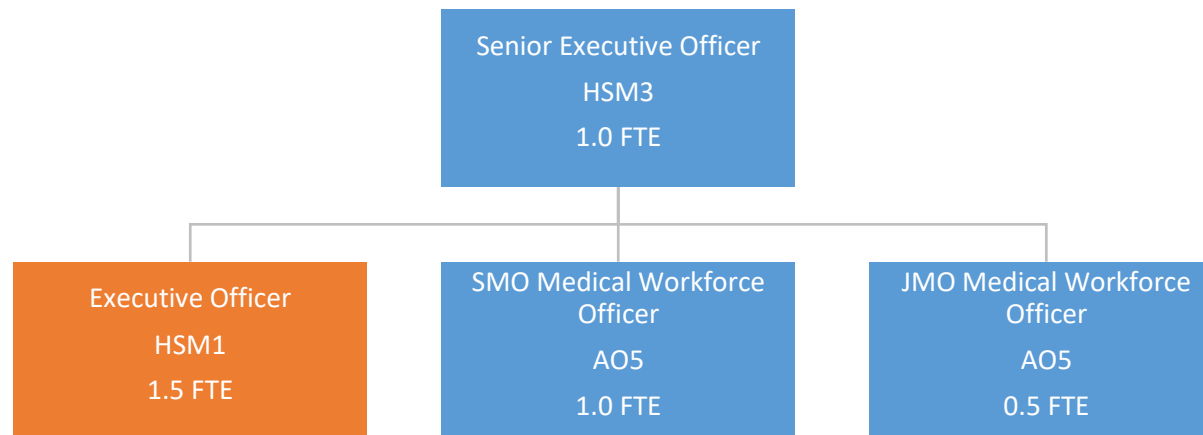 Senior Executive Officer
HSM3
1.0 FTE
Executive Officer
HSM1
1.5 FTE
SMO Medical Workforce
Officer
AO5
1.0 FTE
JMO Medical Workforce
Officer
AO5
0.5 FTE